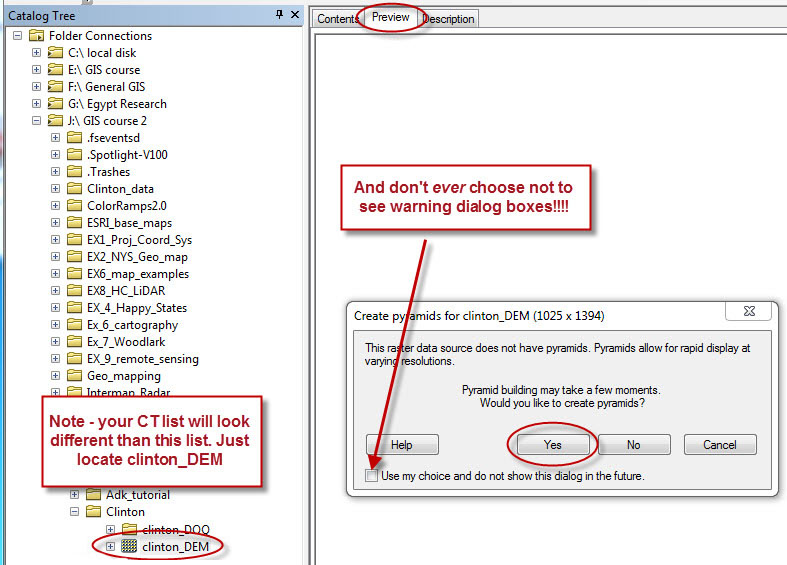 Catalog Tree
Folder Connections
C:\ local disk
E:\ GIS course
F:\ General GIS
G:\ Egypt Research
J:\ GIS course 2
.fseventsd
.Spotlight-V100
.Trashes
Clinton_data
ColorRamps2.0
ESRI_base_maps
EX1_Proj_Coord_Sys
EX2_NYS_Geo_map
EX6_map_examples
EX8_HC_LiDAR
EX_4_Happy_States
Ex_6_cartography
Ex_7_Woodlark
EX_9_remote_sensing
Geo_mapping
Intermap_Radar
Note - your CT list will look
different than this list. Just
locate clinton_DEM
Adk_tutorial
Clinton
clinton_DOQ
clinton_DEM
Contents
Preview
Description
And don't ever choose not to
see warning dialog boxes!!!!
Create pyramids for clinton_DEM (1025 x 1394)
This raster data source does not have pyramids. Pyramids allow for rapid display at
varying resolutions.
Pyramid building may take a few moments.
Would you like to create pyramids?
Help
Yes
No
Cancel
Use my choice and do not show this dialog in the future.